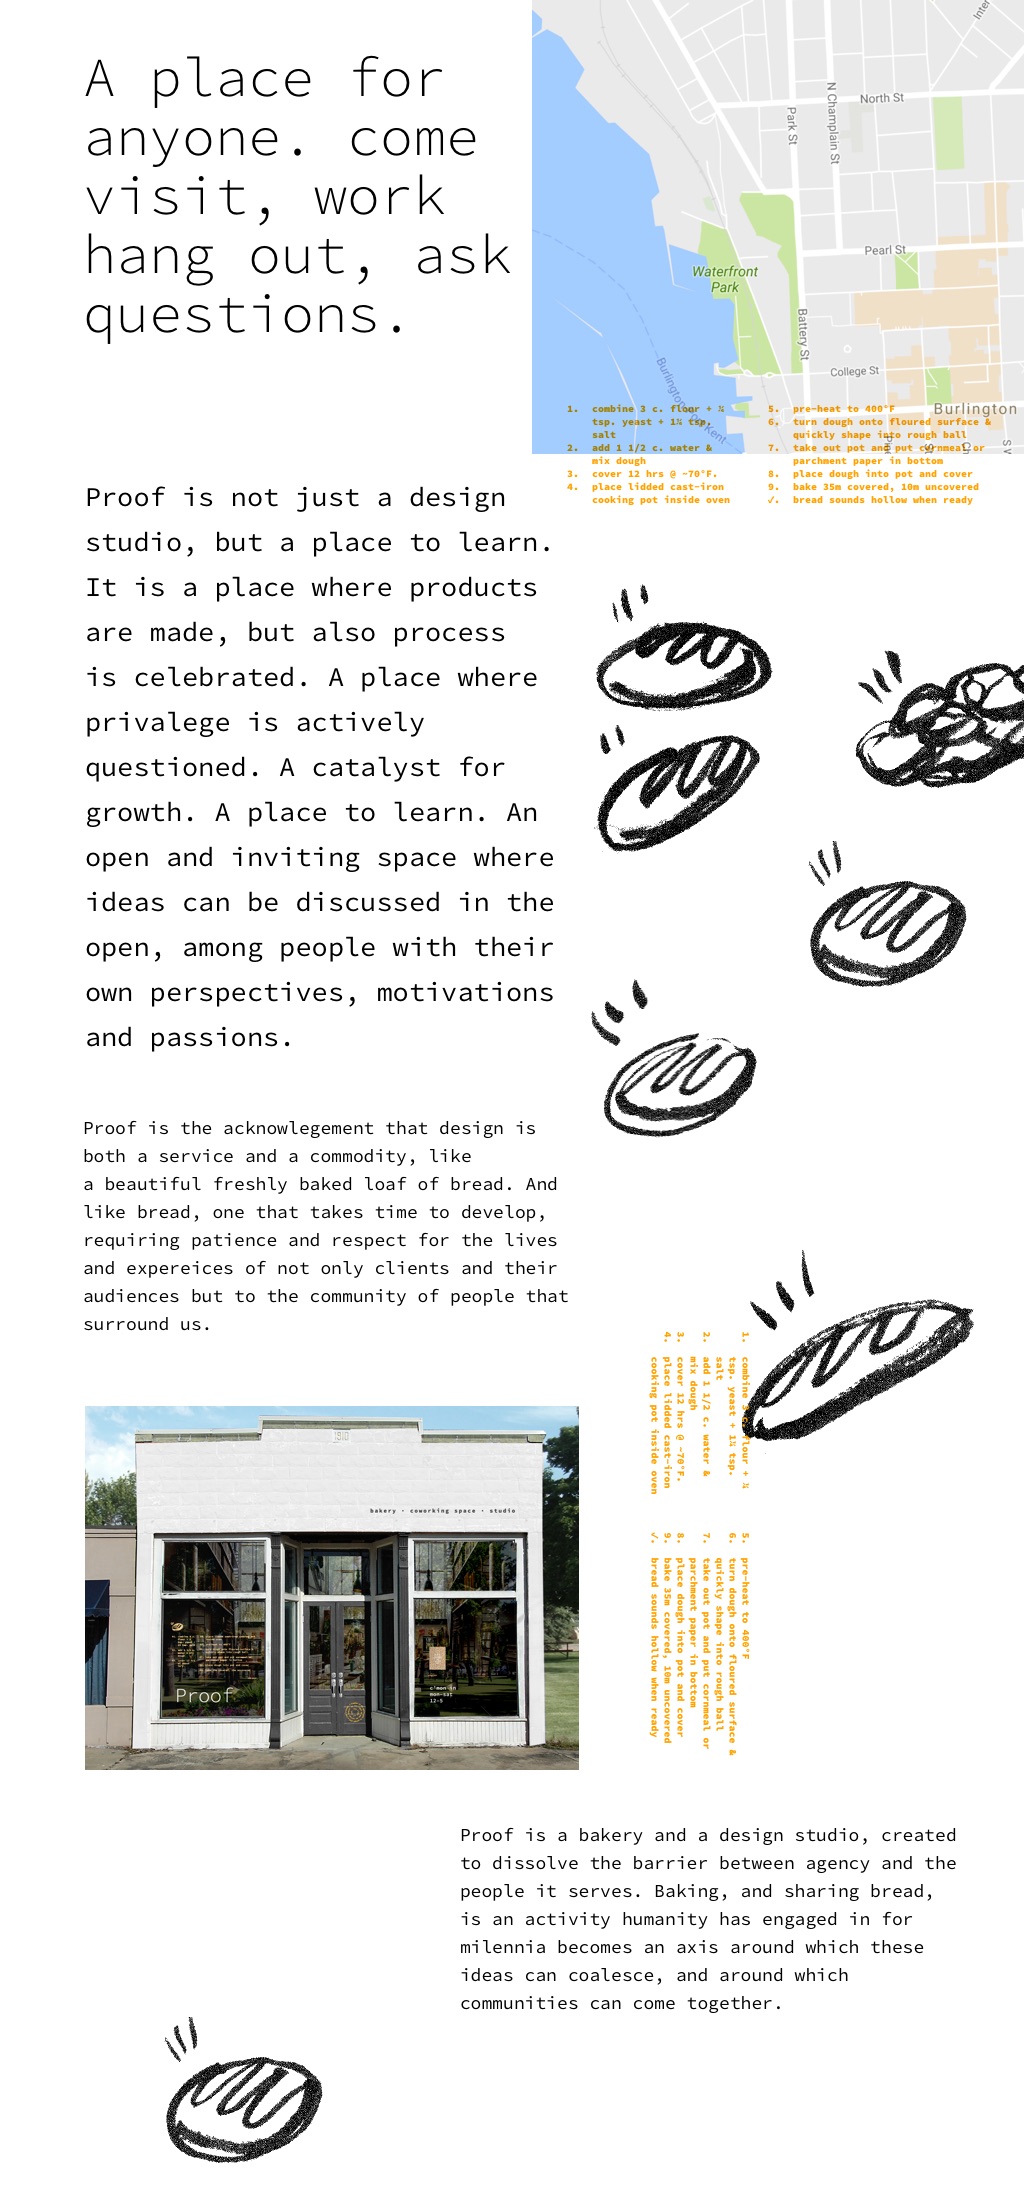 A place for
anyone. come
visit, work
hang out, ask
questions.
North St
N Champlain St
Park St
Pearl St
Waterfront
Park
Battery St
College St
Burlington
1. combine 3 c. flour + ¼
tsp. yeast + 1¼ tsp.
salt
2. add 1 1/2 c. water &
mix dough
3. cover 12 hrs @ ~70°F.
4. place lidded cast-iron
cooking pot inside oven
5. pre-heat to 400°F
6. turn dough onto floured surface &
quickly shape into rough ball
7. take out pot and put cornmeal or
parchment paper in bottom
8. place dough into pot and cover
9. bake 35m covered, 10m uncovered
✓. bread sounds hollow when ready
Proof is not just a design
studio, but a place to learn.
It is a place where products
are made, but also process
is celebrated. A place where
privalege is actively
questioned. A catalyst for
growth. A place to learn. An
open and inviting space where
ideas can be discussed in the
open, among people with their
own perspectives, motivations
and passions.
Proof is the acknowlegement that design is
both a service and a commodity, like
a beautiful freshly baked loaf of bread. And
like bread, one that takes time to develop,
requiring patience and respect for the lives
and expereices of not only clients and their
audiences but to the community of people that
surround us.
1. combine 3 c. flour + ¼
tsp. yeast + 1¼ tsp.
salt
2. add 1 1/2 c. water &
mix dough
3. cover 12 hrs @ ~70°F.
4. place lidded cast-iron
cooking pot inside oven
5. pre-heat to 400°F
6. turn dough onto floured surface &
quickly shape into rough ball
7. take out pot and put cornmeal or
parchment paper in bottom
8. place dough into pot and cover
9. bake 35m covered, 10m uncovered
✓. bread sounds hollow when ready
1910
bakery · coworking space · studio
Proof
c'mon in
mon-sat
12-5
Proof is a bakery and a design studio, created
to dissolve the barrier between agency and the
people it serves. Baking, and sharing bread,
is an activity humanity has engaged in for
milennia becomes an axis around which these
ideas can coalesce, and around which
communities can come together.